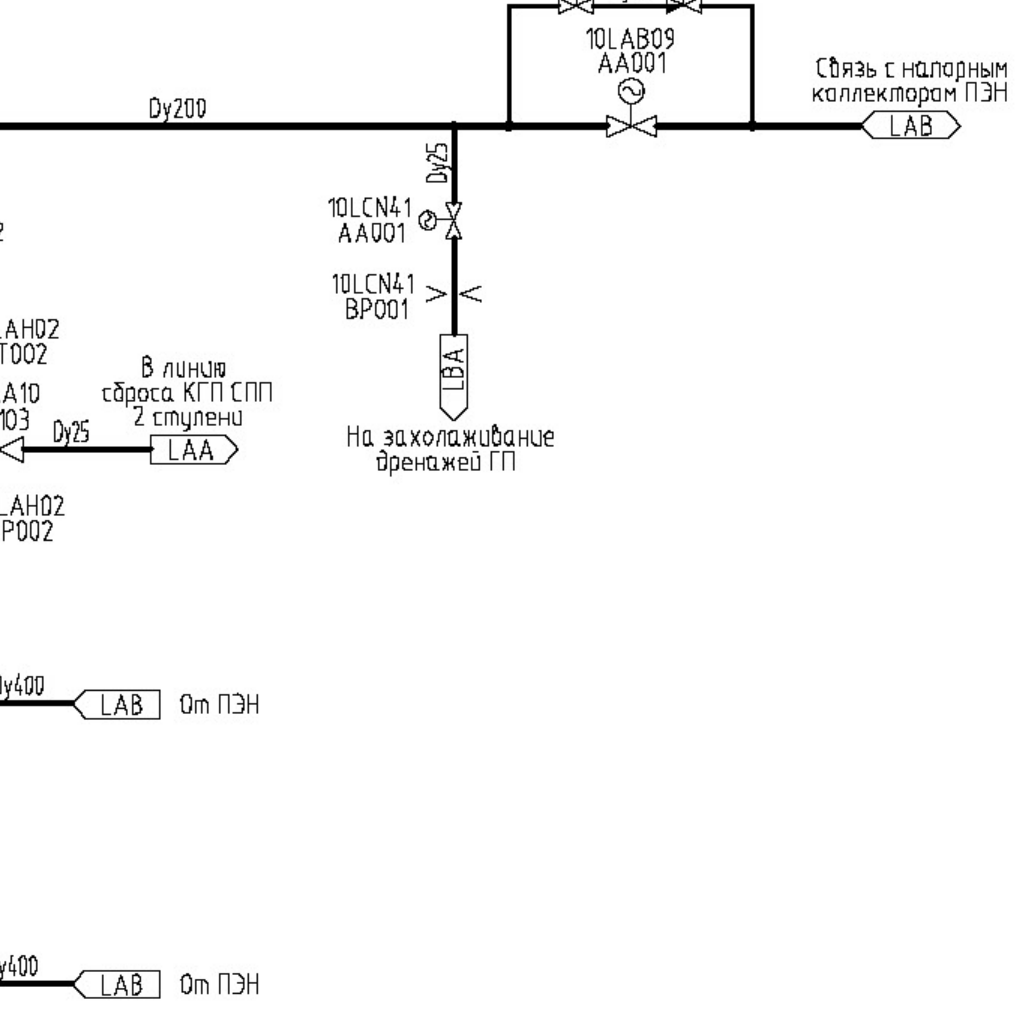 10LAB09
AA001
Связь с напорным
коллектором ПЭН
LAB
Dy200
Dy25
10LCN41
AA001
10LCN41
BP001
LBA
На захолаживание
дренажей ГП
LAH02
T002
A10
103
В линию
сброса КГП СПП
2 ступени
Dy25
LAA
LAH02
P002
Dy400
LAB
От ПЭН
y400
LAB
От ПЭН